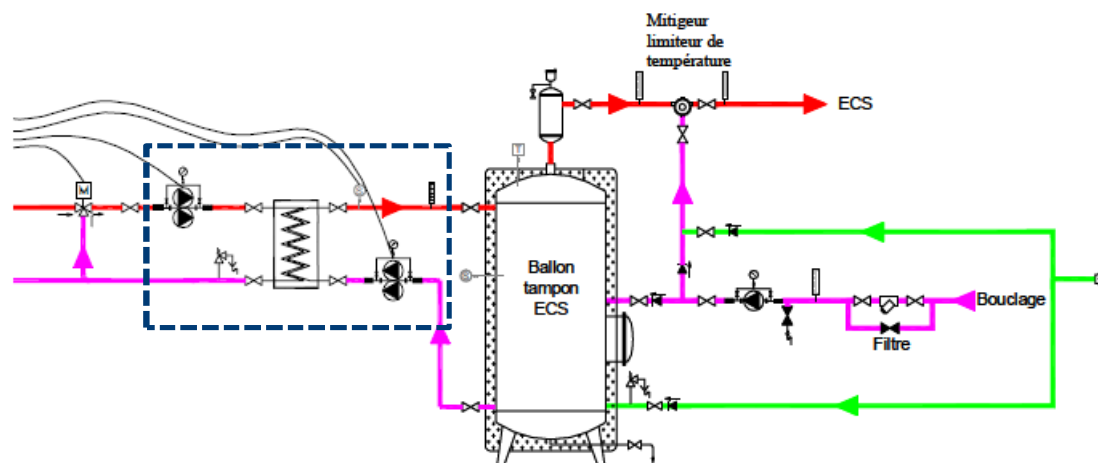 Mitigeur
limiteur de
température
ECS
T
M
S
S
Ballon
tampon
ECS
Bouclage
Filtre